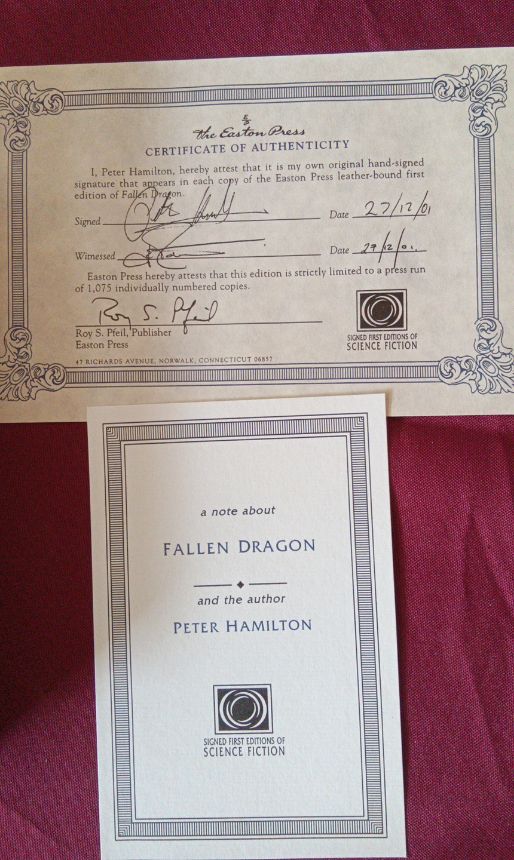 The Easton Press
CERTIFICATE OF AUTHENTICITY
I, Peter Hamilton, hereby attest that it is my own original hand-signed
signature that appears in each copy of the Easton Press leather-bound first
edition of Fallen Dragon.
Signed Date 27/12/01
Witnessed Date 27/12/01.
Easton Press hereby attests that this edition is strictly limited to a press run
of 1,075 individually numbered copies.
Roy S. Pfeil
Roy S. Pfeil, Publisher
Easton Press
47 RICHARDS AVENUE, NORWALK, CONNECTICUT 06857
SIGNED FIRST EDITIONS OF
SCIENCE FICTION
a note about
FALLEN DRAGON
and the author
PETER HAMILTON
SIGNED FIRST EDITIONS OF
SCIENCE FICTION